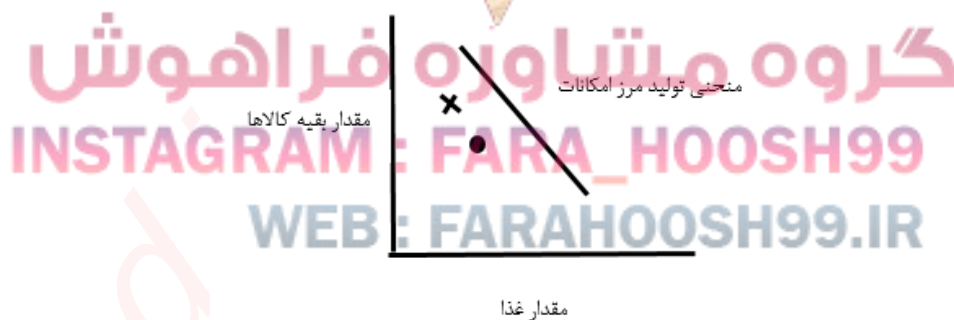 گروه مشاوره فراهوش
منحنی تولید مرز امکانات
مقدار بقیه کالاها
INSTAGRAM : FARA_HOOSH99
WEB : FARAHOOSH99.IR
مقدار غذا